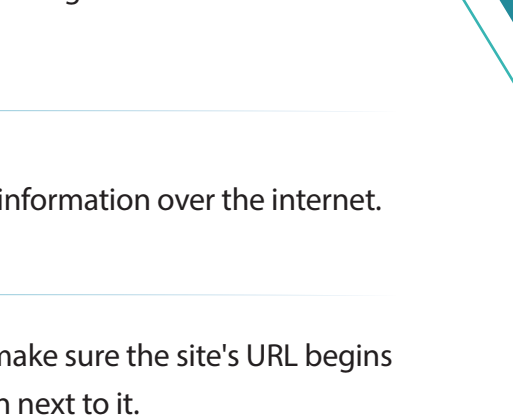 information over the internet.
make sure the site's URL begins
next to it.